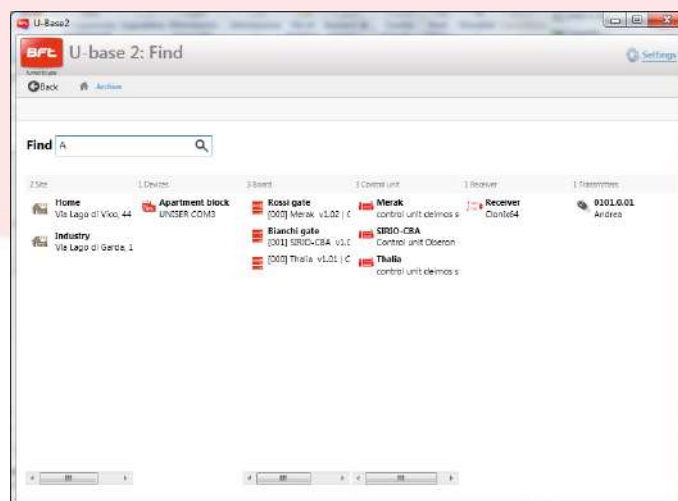 U-Base2
BFT
U-base 2: Find
Settings
Back
Archive
Find A
2 Site
1 Devices
3 Board
3 Control unit
1 Receiver
1 Transmitters
Home
Via Lago di Vico, 44
Industry
Via Lago di Garda, 1
Apartment block
UNISER COM3
Rossi gate
[000] Merak v1.02 |
Bianchi gate
[001] SIRIO-CBA v1.
[000] Thalia v1.01 |
Merak
control unit deimos s
SIRIO-CBA
Control unit Oberon
Thalia
control unit deimos s
Receiver
Clonix64
0101.0.01
Andrea